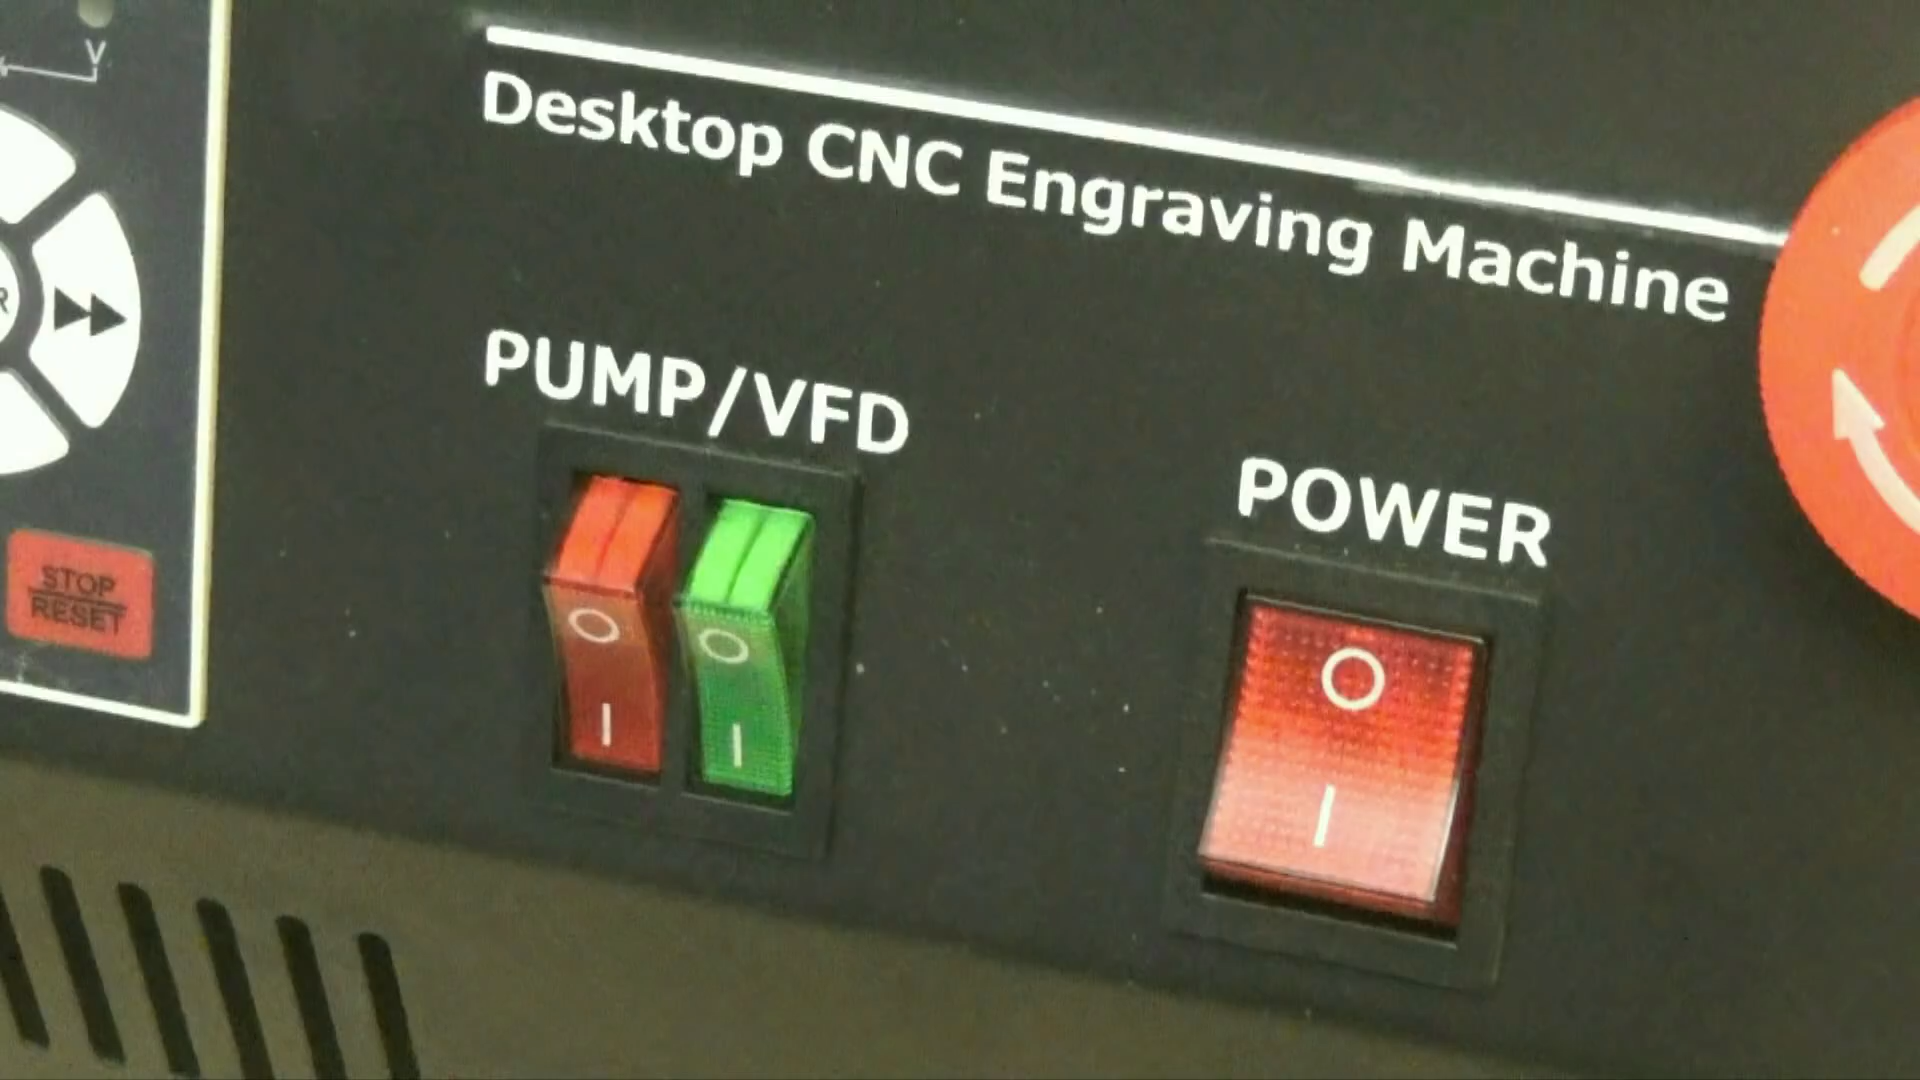 V
Desktop CNC Engraving Machine
PUMP/VFD
POWER
STOP
RESET